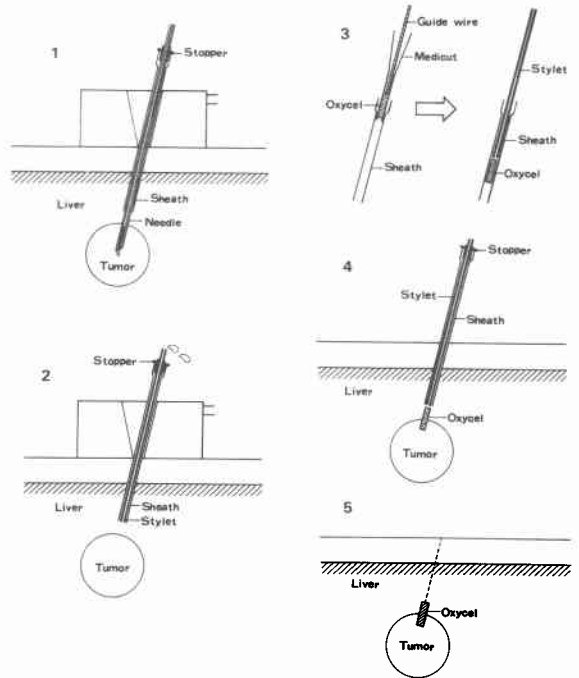 1
Stopper
Liver
Sheath
Needle
Tumor
2
Stopper
Liver
Sheath
Stylet
Tumor
3
Guide wire
Medicut
Oxycel
Sheath
Stylet
Sheath
Oxycel
4
Stopper
Stylet
Sheath
Liver
Oxycel
Tumor
5
Liver
Oxycel
Tumor